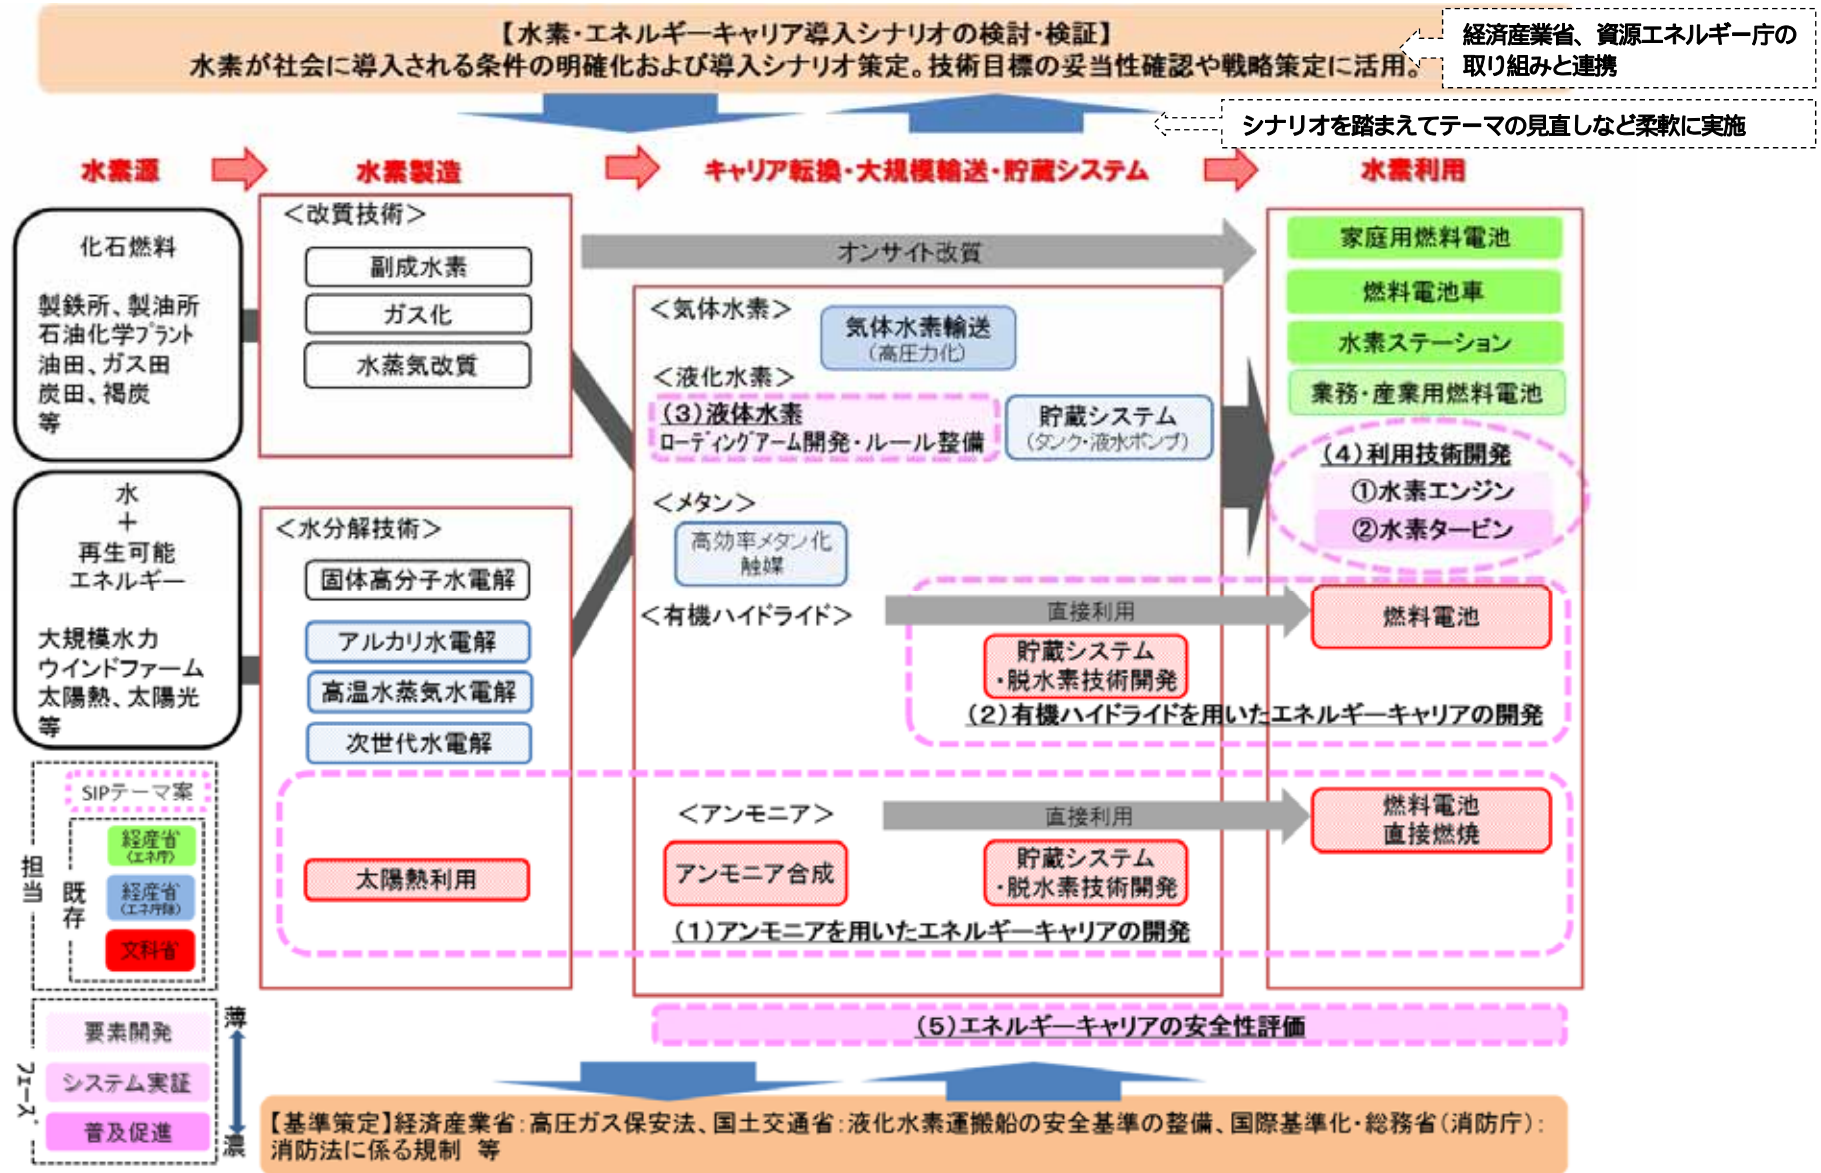 【水素・エネルギーキャリア導入シナリオの検討・検証】
水素が社会に導入される条件の明確化および導入シナリオ策定。技術目標の妥当性確認や戦略策定に活用。
経済産業省、資源エネルギー庁の
取り組みと連携
シナリオを踏まえてテーマの見直しなど柔軟に実施
水素源
水素製造
キャリア転換・大規模輸送・貯蔵システム
水素利用
化石燃料
製鉄所、製油所
石油化学プラント
油田、ガス田
炭田、褐炭
等
水
+
再生可能
エネルギー
大規模水力
ウインドファーム
太陽熱、太陽光
等
<改質技術>
副成水素
ガス化
水蒸気改質
<水分解技術>
固体高分子水電解
アルカリ水電解
高温水蒸気水電解
次世代水電解
太陽熱利用
オンサイト改質
<気体水素>
気体水素輸送
(高圧力化)
<液化水素>
(3)液体水素
ローディングアーム開発・ルール整備
貯蔵システム
(タンク・液水ポンプ)
<メタン>
高効率メタン化
触媒
<有機ハイドライド>
直接利用
貯蔵システム
・脱水素技術開発
(2)有機ハイドライドを用いたエネルギーキャリアの開発
<アンモニア>
直接利用
アンモニア合成
貯蔵システム
・脱水素技術開発
(1)アンモニアを用いたエネルギーキャリアの開発
家庭用燃料電池
燃料電池車
水素ステーション
業務・産業用燃料電池
(4)利用技術開発
①水素エンジン
②水素タービン
燃料電池
燃料電池
直接燃焼
(5)エネルギーキャリアの安全性評価
担当
SIPテーマ案
既存
経産省
(エネ庁)
経産省
(エネ庁除)
文科省
フェーズ
要素開発
システム実証
普及促進
薄
濃
【基準策定】経済産業省:高圧ガス保安法、国土交通省:液化水素運搬船の安全基準の整備、国際基準化・総務省(消防庁):
消防法に係る規制 等